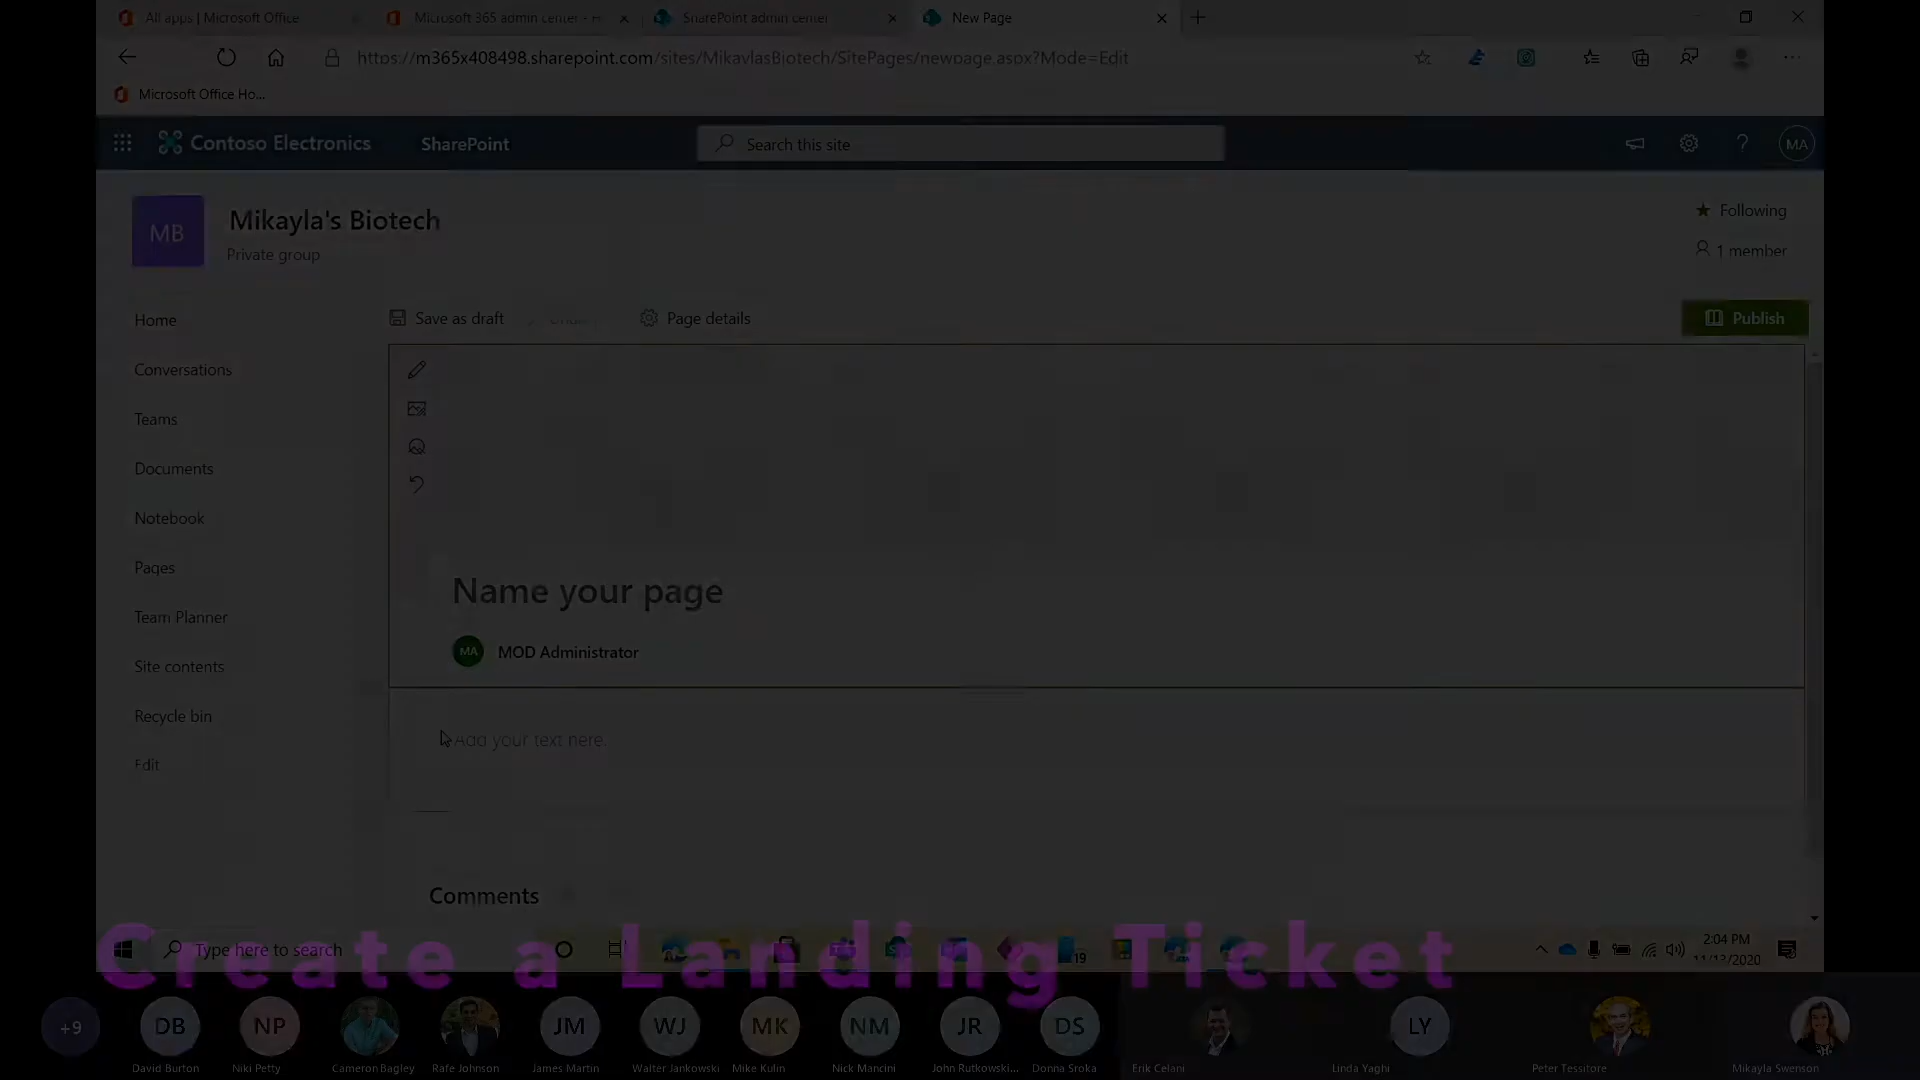 All apps | Microsoft Office
Microsoft 365 admin center - H
SharePoint admin center
New Page
https://m365x408498.sharepoint.com/sites/MikaylasBiotech/SitePages/newpage.aspx?Mode=Edit
Microsoft Office Ho...
Contoso Electronics
SharePoint
Search this site
MA
MB
Mikayla's Biotech
Private group
Following
1 member
Home
Save as draft
Page details
Publish
Conversations
Teams
Documents
Notebook
Pages
Team Planner
Site contents
Recycle bin
Edit
Name your page
MA
MOD Administrator
Add your text here.
Comments
Create a Landing Ticket
Type here to search
19
2:04 PM
11/13/2020
+9
DB
NP
JM
WJ
MK
NM
JR
DS
LY
David Burton
Niki Petty
Cameron Bagley
Rafe Johnson
James Martin
Walter Jankowski
Mike Kulin
Nick Mancini
John Rutkowski...
Donna Sroka
Erik Celani
Linda Yaghi
Peter Tessitore
Mikayla Swenson